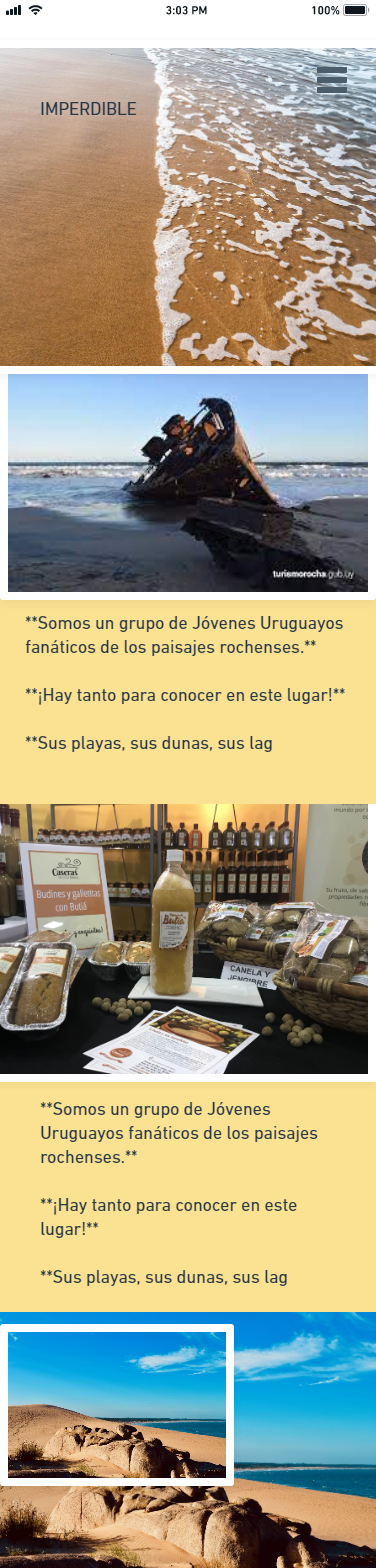 3:03 PM
100%
IMPERDIBLE
turismorocha.gub.uy
**Somos un grupo de Jóvenes Uruguayos
fanáticos de los paisajes rochenses.**
**¡Hay tanto para conocer en este lugar!**
**Sus playas, sus dunas, sus lag
Caseras
Budines y galletitas
con Butiá
¡y exquisitos!
Butiá
CANELA Y
JENGIBRE
**Somos un grupo de Jóvenes
Uruguayos fanáticos de los paisajes
rochenses.**
**¡Hay tanto para conocer en este
lugar!**
**Sus playas, sus dunas, sus lag